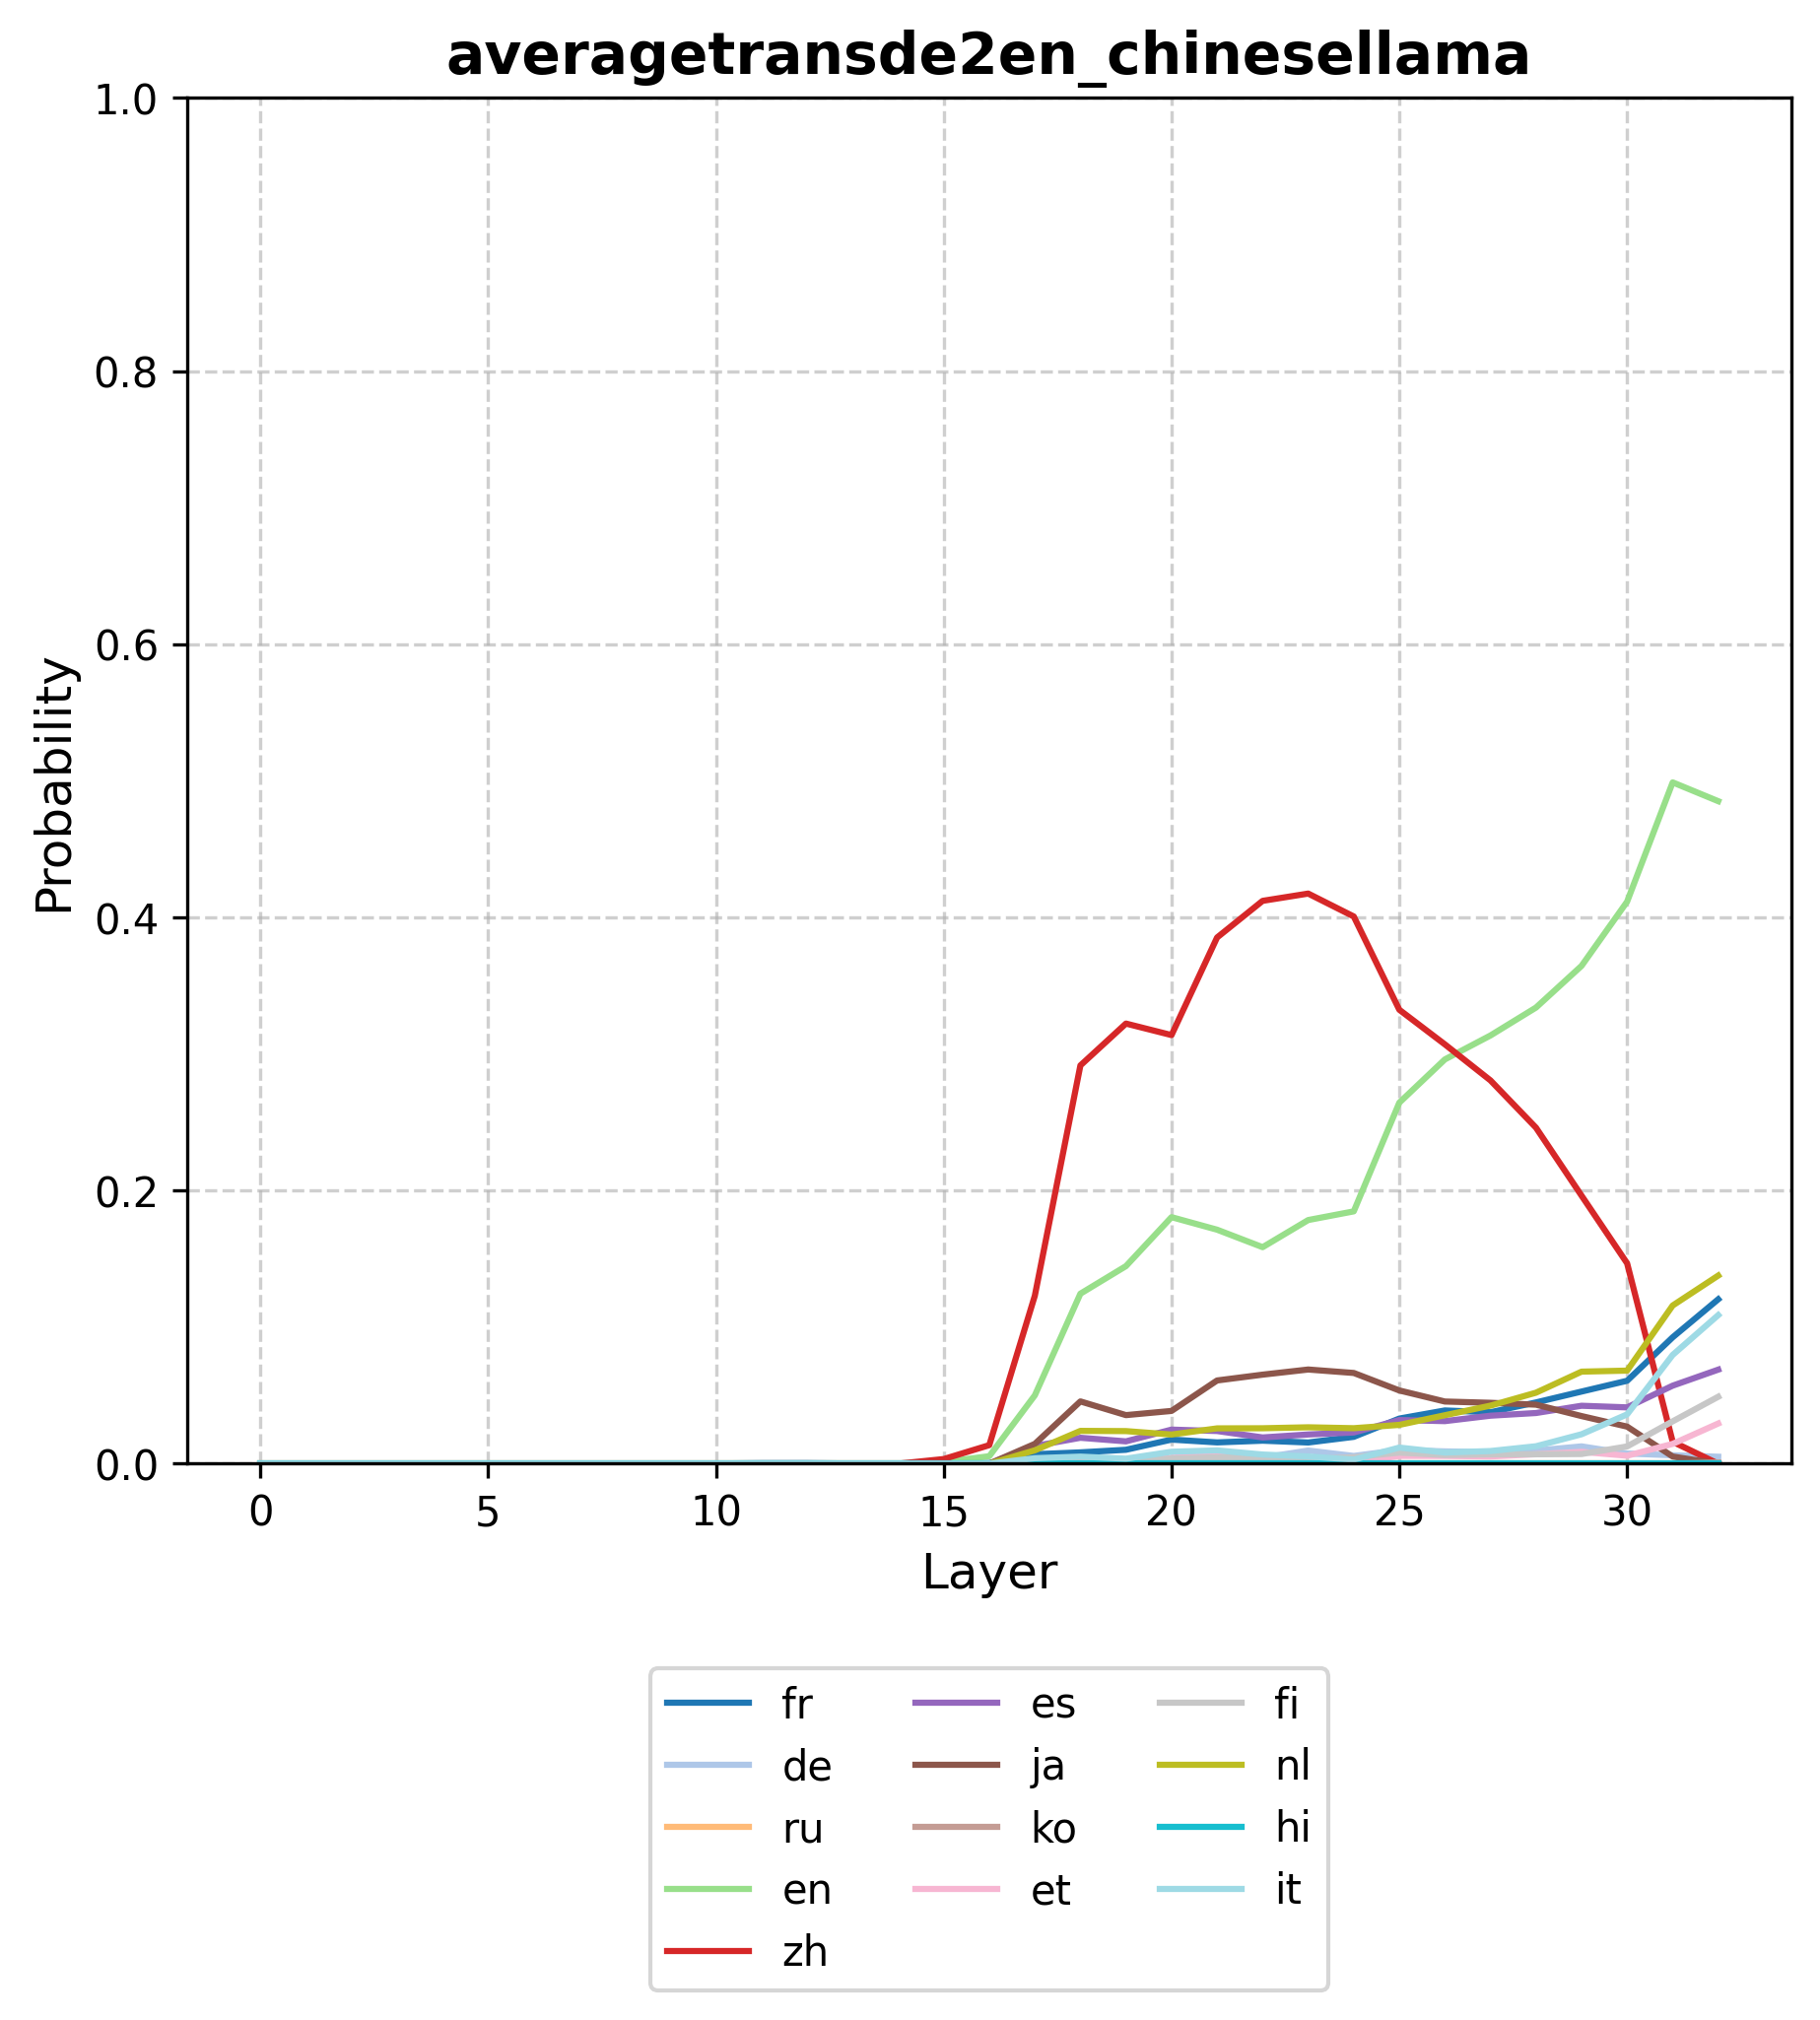 averagetransde2en_chinesellama
1.0
0.8
0.6
0.4
0.2
0.0
Probability
0 5 10 15 20 25 30
Layer
fr es fi
de ja nl
ru ko hi
en et it
zh